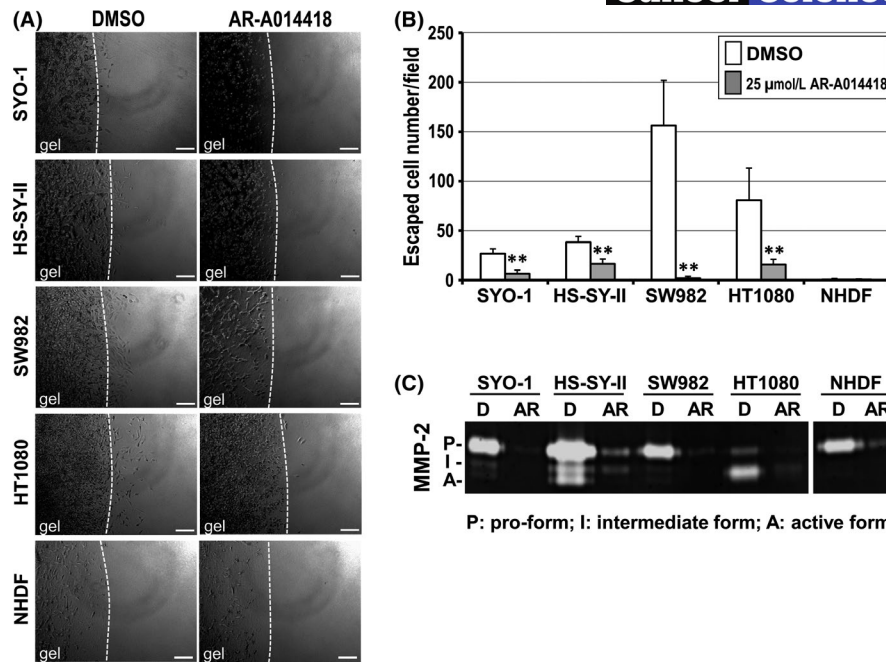 (A) DMSO AR-A014418
SYO-1
gel
HS-SY-II
gel
SW982
gel
HT1080
gel
NHDF
gel
gel
gel
gel
gel
gel
(B)
Escaped cell number/field
250
200
150
100
50
0
DMSO
25 μmol/L AR-A014418
**
**
**
**
SYO-1 HS-SY-II SW982 HT1080 NHDF
(C)
SYO-1 HS-SY-II SW982 HT1080 NHDF
D AR D AR D AR D AR D AR
MMP-2
P-
I-
A-
P: pro-form; I: intermediate form; A: active form